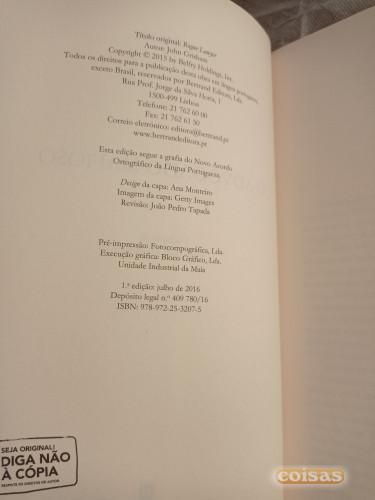 Título original: Rogue Lawyer
Autor: John Grisham
Copyright © 2015 by Belfry Holdings, Inc.
Todos os direitos para a publicação desta obra em língua portuguesa,
exceto Brasil, reservados por Bertrand Editora, Lda.
Rua Prof. Jorge da Silva Horta, 1
1500-499 Lisboa
Telefone: 21 762 60 00
Fax: 21 762 61 50
Correio eletrónico: editora@bertrand.pt
www.bertrandeditora.pt
Esta edição segue a grafia do Novo Acordo
Ortográfico da Língua Portuguesa.
Design da capa: Ana Monteiro
Imagem da capa: Getty Images
Revisão: João Pedro Tapada
Pré-impressão: Fotocompográfica, Lda.
Execução gráfica: Bloco Gráfico, Lda.
Unidade Industrial da Maia
1.ª edição: julho de 2016
Depósito legal n.º 409 780/16
ISBN: 978-972-25-3207-5
SEJA ORIGINAL!
DIGA NÃO
À CÓPIA
RESPEITE OS DIREITOS DE AUTOR
coisas